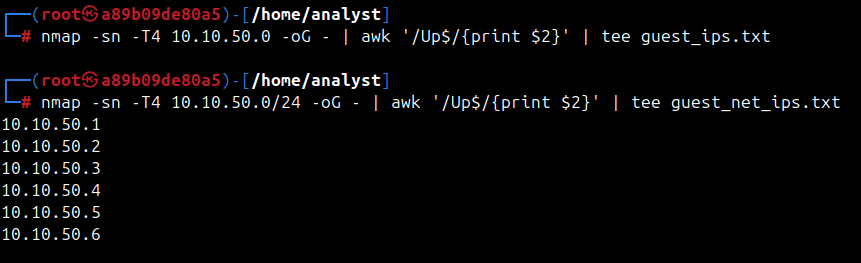 ┌──(root㉿a89b09de80a5)-[/home/analyst]
└─# nmap -sn -T4 10.10.50.0 -oG - | awk '/Up$/{print $2}' | tee guest_ips.txt
┌──(root㉿a89b09de80a5)-[/home/analyst]
└─# nmap -sn -T4 10.10.50.0/24 -oG - | awk '/Up$/{print $2}' | tee guest_net_ips.txt
10.10.50.1
10.10.50.2
10.10.50.3
10.10.50.4
10.10.50.5
10.10.50.6